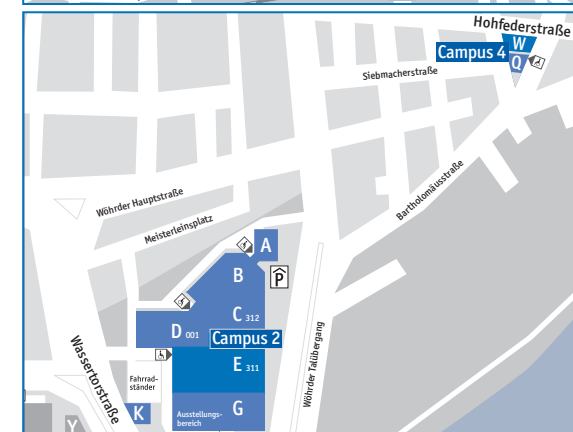 Hohfederstraße
W
Campus 4
Q
Siebmacherstraße
Bartholomäusstraße
Wöhrder Hauptstraße
Meisterleinsplatz
A
B
P
C 312
D 001
Campus 2
E 311
Wöhrder Talübergang
Wassertorstraße
Fahrrad-
ständer
K
Ausstellungs-
bereich
G
Y